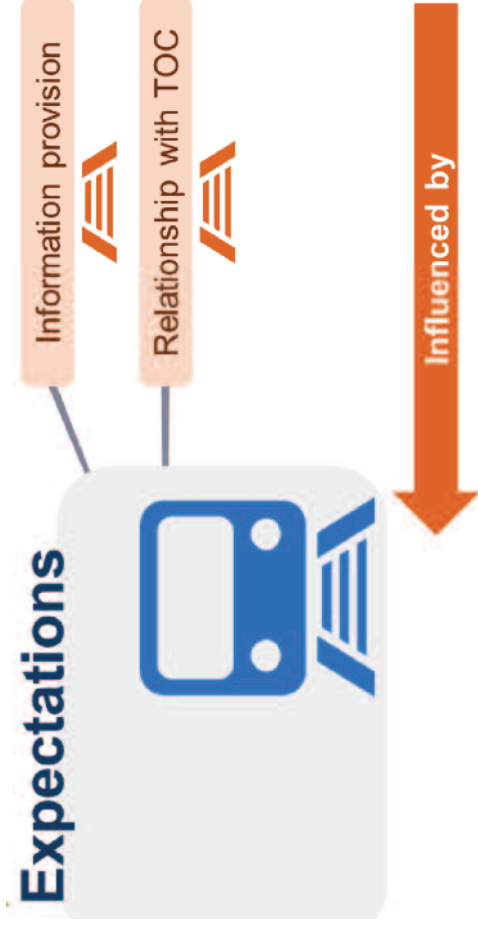 Expectations
Information provision
Relationship with TOC
Influenced by